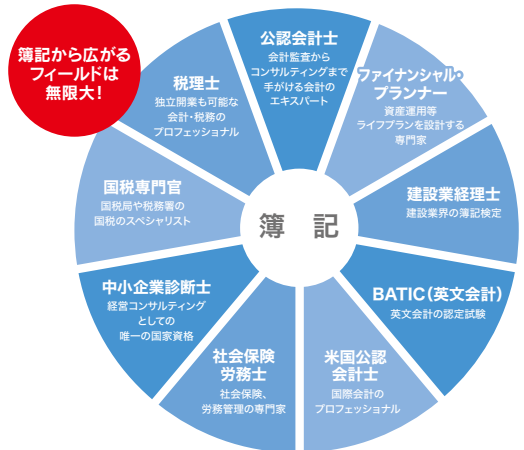 簿記から広がる
フィールドは
無限大!
公認会計士
会計監査から
コンサルティングまで
手がける会計の
エキスパート
ファイナンシャル・
プランナー
資産運用等
ライフプランを設計する
専門家
建設業経理士
建設業界の簿記検定
BATIC(英文会計)
英文会計の認定試験
米国公認
会計士
国際会計の
プロフェッショナル
社会保険
労務士
社会保険、
労務管理の専門家
中小企業診断士
経営コンサルティング
としての
唯一の国家資格
国税専門官
国税局や税務署の
国税のスペシャリスト
税理士
独立開業も可能な
会計・税務の
プロフェッショナル
簿 記